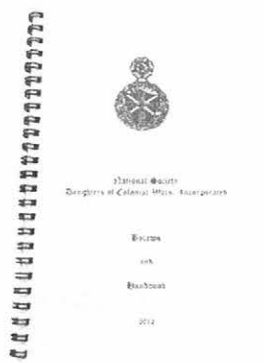 National Society
Daughters of Colonial Wars, Incorporated
Bylaws
and
Handbook
2012